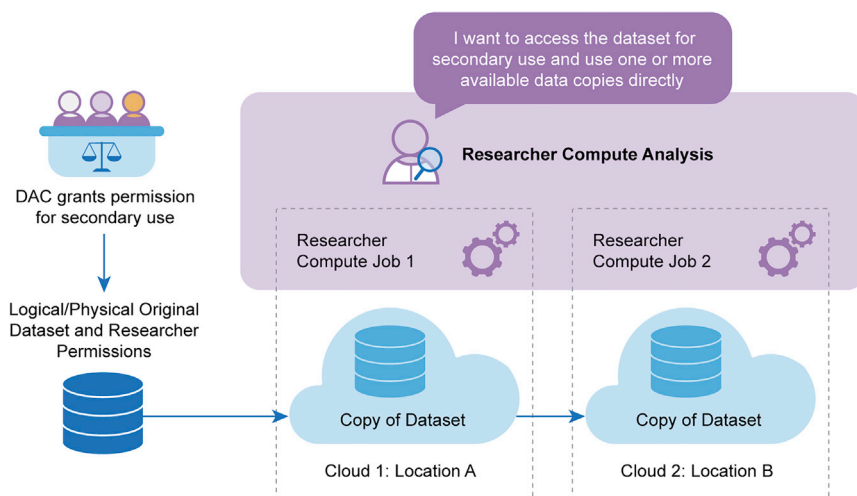 I want to access the dataset for
secondary use and use one or more
available data copies directly
Researcher Compute Analysis
DAC grants permission
for secondary use
Researcher
Compute Job 1
Researcher
Compute Job 2
Logical/Physical Original
Dataset and Researcher
Permissions
Copy of Dataset
Copy of Dataset
Cloud 1: Location A
Cloud 2: Location B